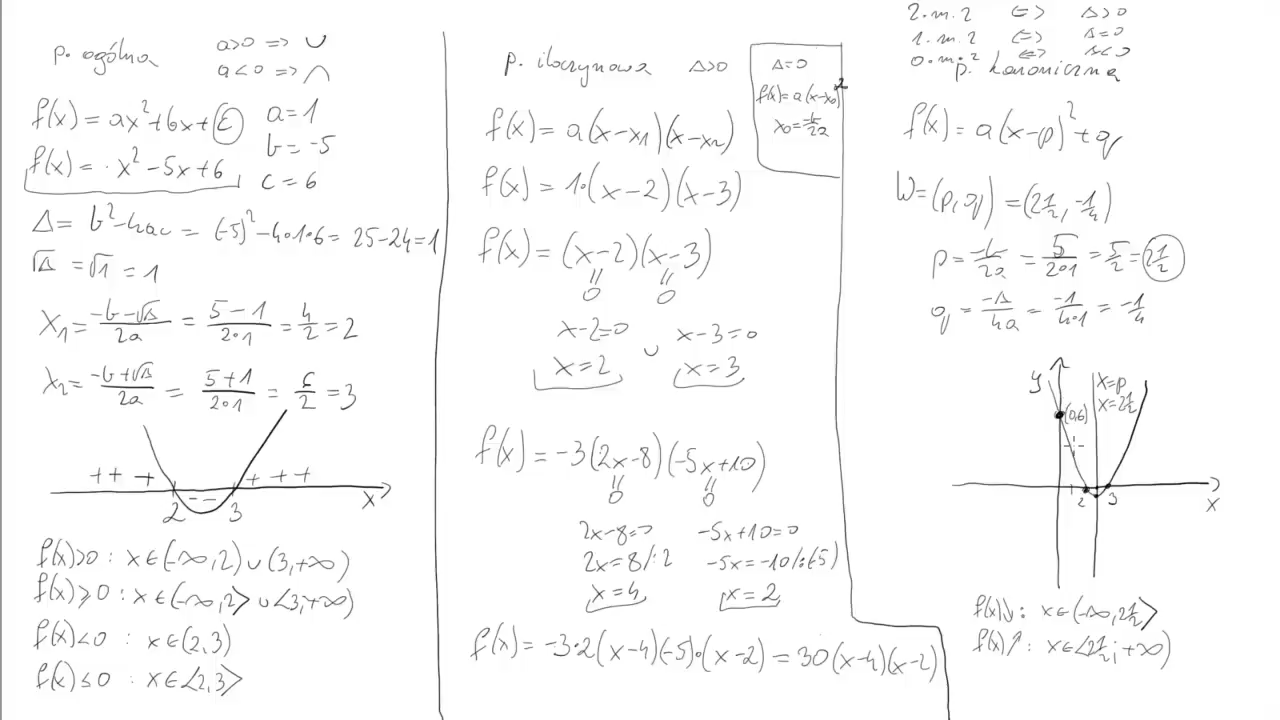 p. ogólna
a>0 => ∪
a<0 => ∩
f(x) = ax²+bx+c
f(x) = x²-5x+6
a=1
b=-5
c=6
Δ = b²-4ac = (-5)²-4·1·6 = 25-24=1
√Δ = √1 = 1
x₁ = (-b-√Δ)/2a = (5-1)/(2·1) = 4/2 = 2
x₂ = (-b+√Δ)/2a = (5+1)/(2·1) = 6/2 = 3
++ + -- + + +
2 3 x
f(x)>0 : x∈(-∞,2)∪(3,+∞)
f(x)⩾0 : x∈(-∞,2>∪<3,+∞)
f(x)<0 : x∈(2,3)
f(x)≤0 : x∈<2,3>
p. iloczynowa Δ>0
Δ=0
f(x)=a(x-x₀)²
x₀=-b/2a
f(x) = a(x-x₁)(x-x₂)
f(x) = 1·(x-2)(x-3)
f(x) = (x-2)(x-3)
= =
0 0
x-2=0 ∪ x-3=0
x=2 x=3
f(x) = -3(2x-8)(-5x+10)
= =
0 0
2x-8=0 -5x+10=0
2x=8/:2 -5x=-10/:(-5)
x=4 x=2
f(x) = -3·2(x-4)(-5)·(x-2) = 30(x-4)(x-2)
2.m.z <=> Δ>0
1.m.z <=> Δ=0
0.m.z <=> Δ<0
p. kanoniczna
f(x) = a(x-p)²+q
W=(p,q) = (2½, -¼)
p = -b/2a = 5/(2·1) = 5/2 = 2½
q = -Δ/4a = -1/(4·1) = -¼
y
x=p
x=2½
(0,6)
2 3
x
f(x)↓ : x∈(-∞,2½>
f(x)↗ : x∈<2½; +∞)